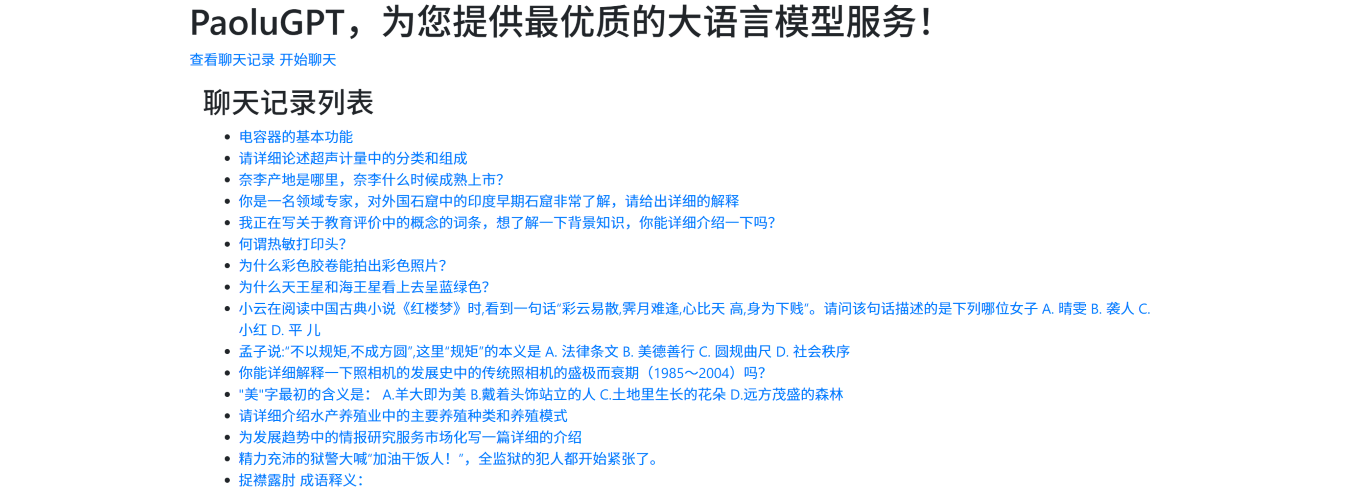 PaoluGPT，为您提供最优质的大语言模型服务！
查看聊天记录 开始聊天
聊天记录列表
电容器的基本功能
请详细论述超声计量中的分类和组成
奈李产地是哪里，奈李什么时候成熟上市？
你是一名领域专家，对外国石窟中的印度早期石窟非常了解，请给出详细的解释
我正在写关于教育评价中的概念的词条，想了解一下背景知识，你能详细介绍一下吗？
何谓热敏打印头？
为什么彩色胶卷能拍出彩色照片？
为什么天王星和海王星看上去呈蓝绿色？
小云在阅读中国古典小说《红楼梦》时,看到一句话“彩云易散,霁月难逢,心比天 高,身为下贱”。请问该句话描述的是下列哪位女子 A. 晴雯 B. 袭人 C.
小红 D. 平 儿
孟子说:“不以规矩,不成方圆”,这里“规矩”的本义是 A. 法律条文 B. 美德善行 C. 圆规曲尺 D. 社会秩序
你能详细解释一下照相机的发展史中的传统照相机的盛极而衰期（1985～2004）吗？
"美"字最初的含义是： A.羊大即为美 B.戴着头饰站立的人 C.土地里生长的花朵 D.远方茂盛的森林
请详细介绍水产养殖业中的主要养殖种类和养殖模式
为发展趋势中的情报研究服务市场化写一篇详细的介绍
精力充沛的狱警大喊“加油干饭人！”，全监狱的犯人都开始紧张了。
捉襟露肘 成语释义：